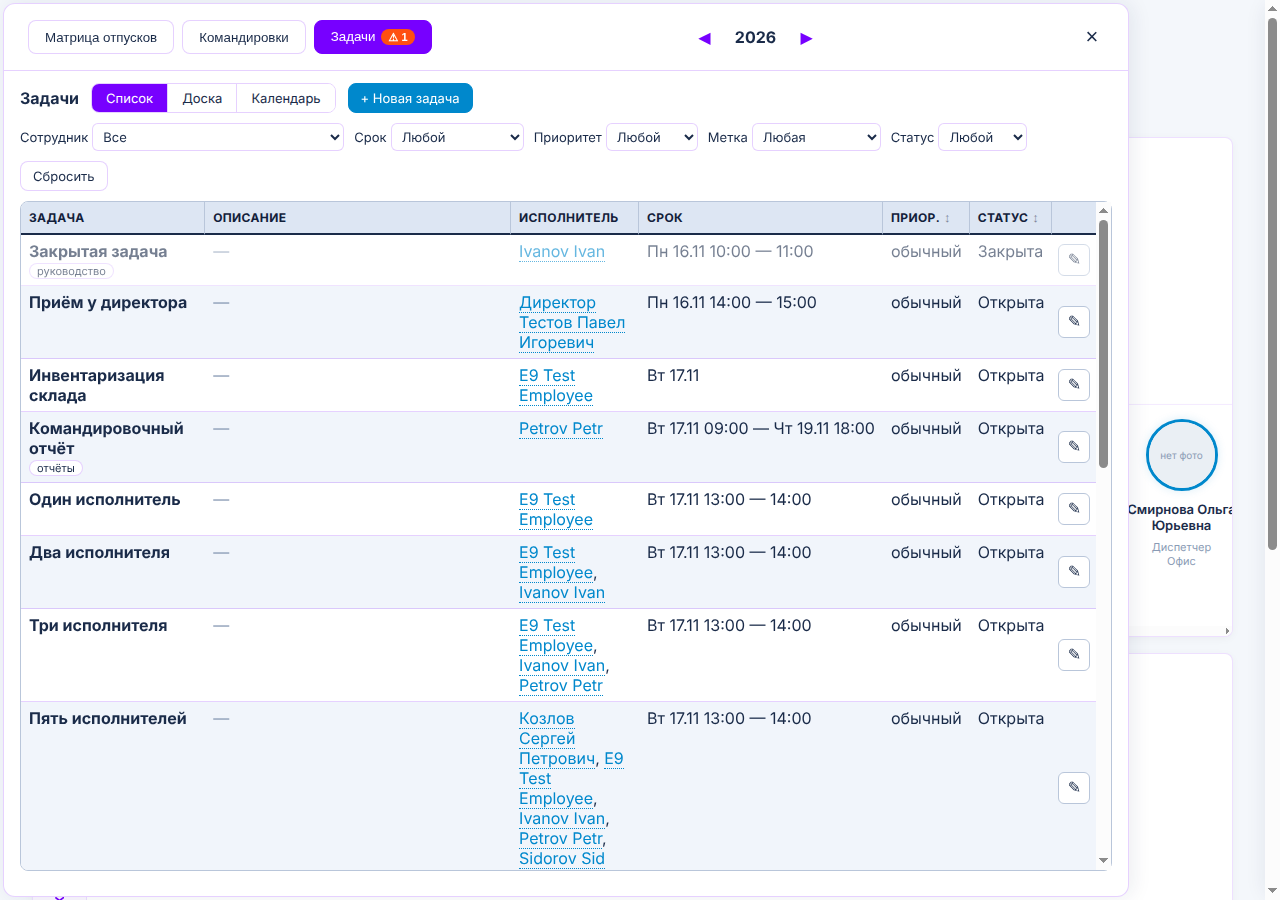 Матрица отпусков Командировки Задачи ⚠ 1 ◀ 2026 ▶ ×
Задачи Список Доска Календарь + Новая задача
Сотрудник Все Срок Любой Приоритет Любой Метка Любая Статус Любой
Сбросить
ЗАДАЧА ОПИСАНИЕ ИСПОЛНИТЕЛЬ СРОК ПРИОР. ↕ СТАТУС ↕
Закрытая задача — Ivanov Ivan Пн 16.11 10:00 — 11:00 обычный Закрыта ✎
руководство
Приём у директора — Директор Пн 16.11 14:00 — 15:00 обычный Открыта ✎
Тестов Павел
Игоревич
Инвентаризация — E9 Test Вт 17.11 обычный Открыта ✎
склада Employee
Командировочный — Petrov Petr Вт 17.11 09:00 — Чт 19.11 18:00 обычный Открыта ✎
отчёт
отчёты
Один исполнитель — E9 Test Вт 17.11 13:00 — 14:00 обычный Открыта ✎
Employee
Два исполнителя — E9 Test Вт 17.11 13:00 — 14:00 обычный Открыта ✎
Employee,
Ivanov Ivan
Три исполнителя — E9 Test Вт 17.11 13:00 — 14:00 обычный Открыта ✎
Employee,
Ivanov Ivan,
Petrov Petr
Пять исполнителей — Козлов Вт 17.11 13:00 — 14:00 обычный Открыта ✎
Сергей
Петрович, E9
Test
Employee,
Ivanov Ivan,
Petrov Petr,
Sidorov Sid
нет фото
Смирнова Ольга
Юрьевна
Диспетчер
Офис